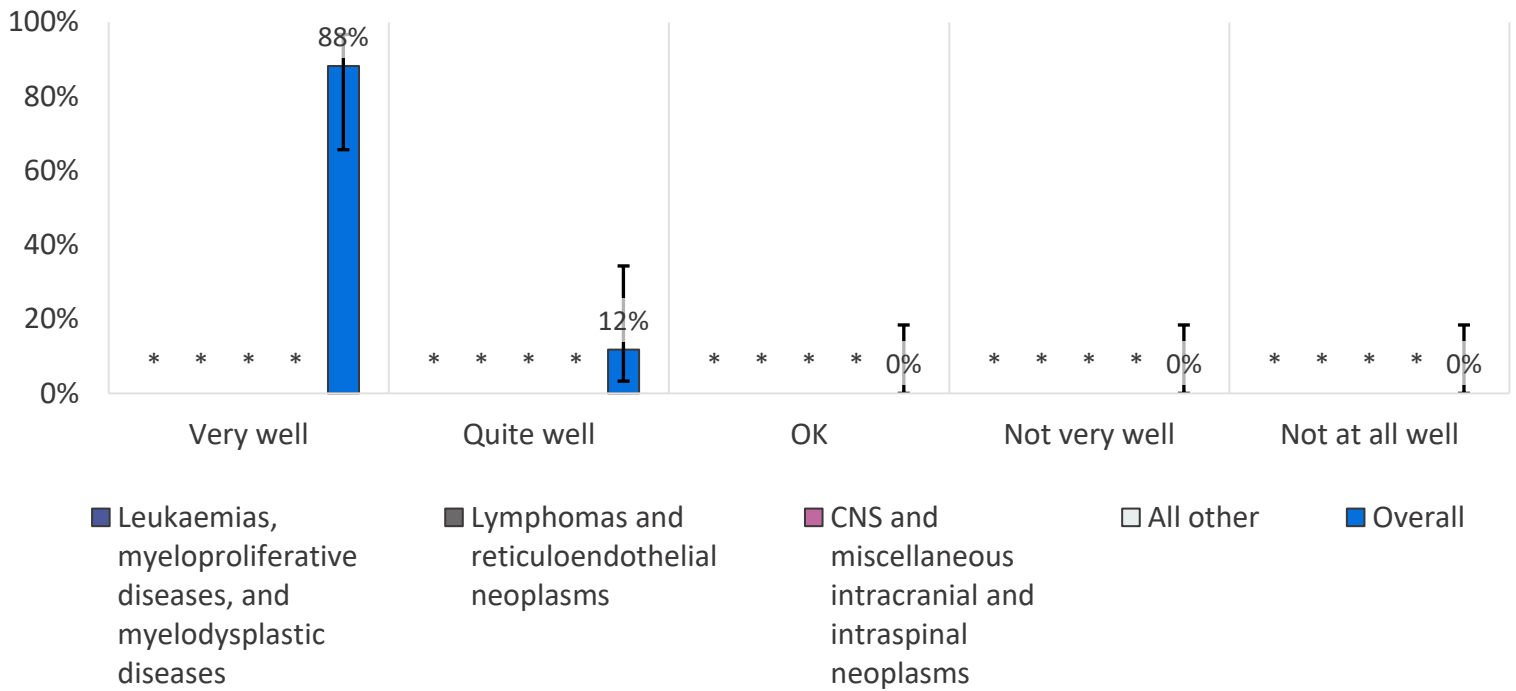 100%
80%
60%
40%
20%
0%
88%
* * * *
12%
* * * *
0%
* * * *
0%
* * * *
0%
* * * *
Very well
Quite well
OK
Not very well
Not at all well
Leukaemias,
myeloproliferative
diseases, and
myelodysplastic
diseases
Lymphomas and
reticuloendothelial
neoplasms
CNS and
miscellaneous
intracranial and
intraspinal
neoplasms
All other
Overall